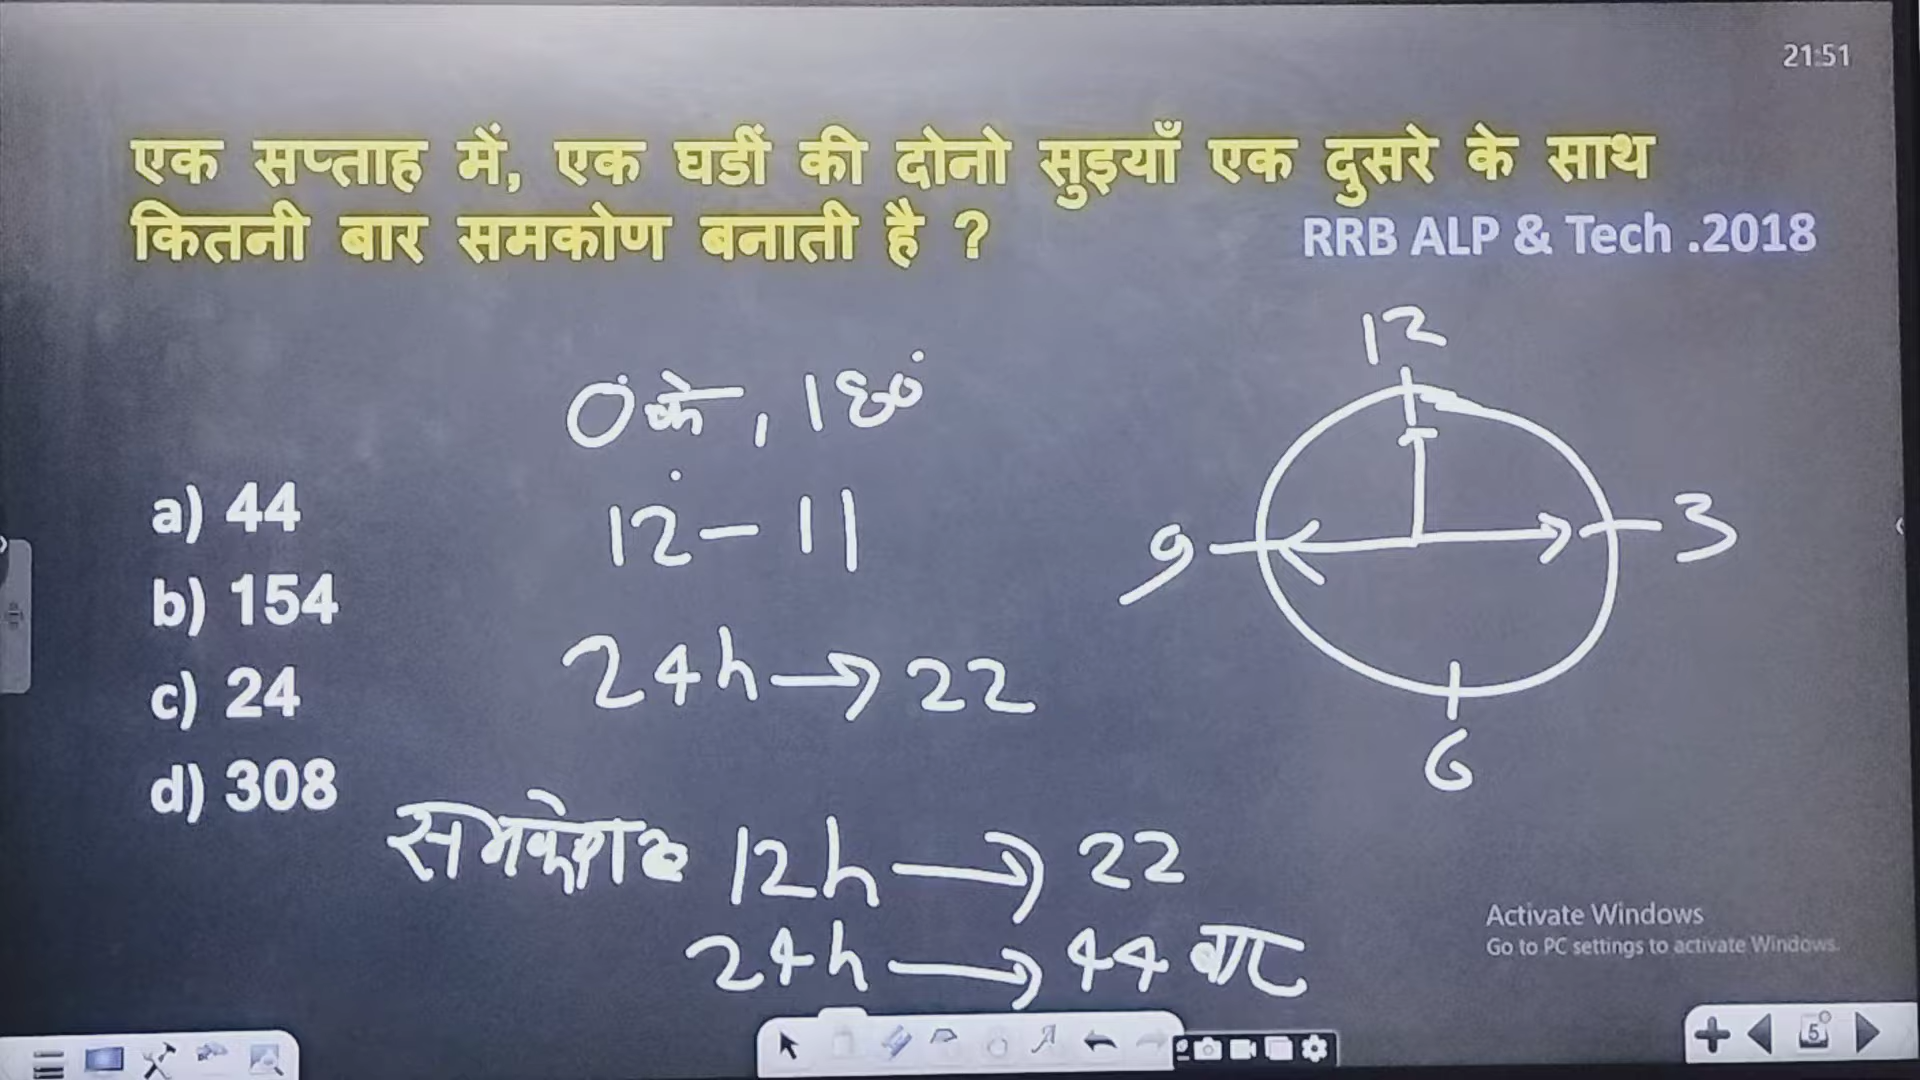 21:51
एक सप्ताह में, एक घडीं की दोनो सुइयाँ एक दुसरे के साथ
कितनी बार समकोण बनाती है ?
RRB ALP & Tech .2018
0° के, 180°
12 - 11
24h → 22
a) 44
b) 154
c) 24
d) 308
12
9
3
6
समकोण 12h → 22
24h → 44 बार
Activate Windows
Go to PC settings to activate Windows.
5